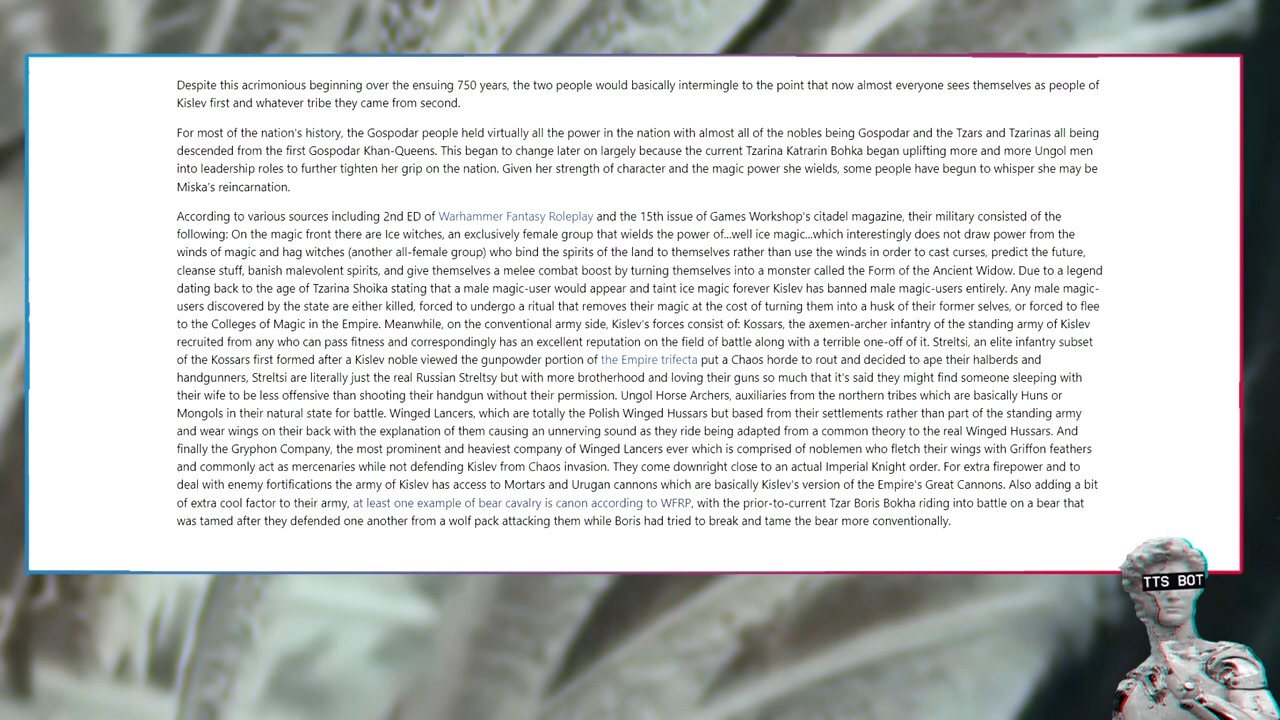 Despite this acrimonious beginning over the ensuing 750 years, the two people would basically intermingle to the point that now almost everyone sees themselves as people of
Kislev first and whatever tribe they came from second.
For most of the nation's history, the Gospodar people held virtually all the power in the nation with almost all of the nobles being Gospodar and the Tzars and Tzarinas all being
descended from the first Gospodar Khan-Queens. This began to change later on largely because the current Tzarina Katrarin Bohka began uplifting more and more Ungol men
into leadership roles to further tighten her grip on the nation. Given her strength of character and the magic power she wields, some people have begun to whisper she may be
Miska's reincarnation.
According to various sources including 2nd ED of Warhammer Fantasy Roleplay and the 15th issue of Games Workshop's citadel magazine, their military consisted of the
following: On the magic front there are Ice witches, an exclusively female group that wields the power of...well ice magic...which interestingly does not draw power from the
winds of magic and hag witches (another all-female group) who bind the spirits of the land to themselves rather than use the winds in order to cast curses, predict the future,
cleanse stuff, banish malevolent spirits, and give themselves a melee combat boost by turning themselves into a monster called the Form of the Ancient Widow. Due to a legend
dating back to the age of Tzarina Shoika stating that a male magic-user would appear and taint ice magic forever Kislev has banned male magic-users entirely. Any male magic-
users discovered by the state are either killed, forced to undergo a ritual that removes their magic at the cost of turning them into a husk of their former selves, or forced to flee
to the Colleges of Magic in the Empire. Meanwhile, on the conventional army side, Kislev's forces consist of: Kossars, the axemen-archer infantry of the standing army of Kislev
recruited from any who can pass fitness and correspondingly has an excellent reputation on the field of battle along with a terrible one-off of it. Streltsi, an elite infantry subset
of the Kossars first formed after a Kislev noble viewed the gunpowder portion of the Empire trifecta put a Chaos horde to rout and decided to ape their halberds and
handgunners, Streltsi are literally just the real Russian Streltsy but with more brotherhood and loving their guns so much that it's said they might find someone sleeping with
their wife to be less offensive than shooting their handgun without their permission. Ungol Horse Archers, auxiliaries from the northern tribes which are basically Huns or
Mongols in their natural state for battle. Winged Lancers, which are totally the Polish Winged Hussars but based from their settlements rather than part of the standing army
and wear wings on their back with the explanation of them causing an unnerving sound as they ride being adapted from a common theory to the real Winged Hussars. And
finally the Gryphon Company, the most prominent and heaviest company of Winged Lancers ever which is comprised of noblemen who fletch their wings with Griffon feathers
and commonly act as mercenaries while not defending Kislev from Chaos invasion. They come downright close to an actual Imperial Knight order. For extra firepower and to
deal with enemy fortifications the army of Kislev has access to Mortars and Urugan cannons which are basically Kislev's version of the Empire's Great Cannons. Also adding a bit
of extra cool factor to their army, at least one example of bear cavalry is canon according to WFRP, with the prior-to-current Tzar Boris Bokha riding into battle on a bear that
was tamed after they defended one another from a wolf pack attacking them while Boris had tried to break and tame the bear more conventionally.
TTS BOT